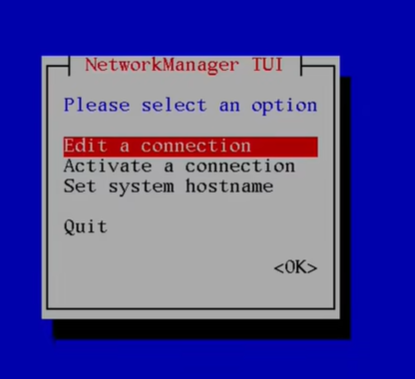 NetworkManager TUI
Please select an option
Edit a connection
Activate a connection
Set system hostname
Quit
<OK>